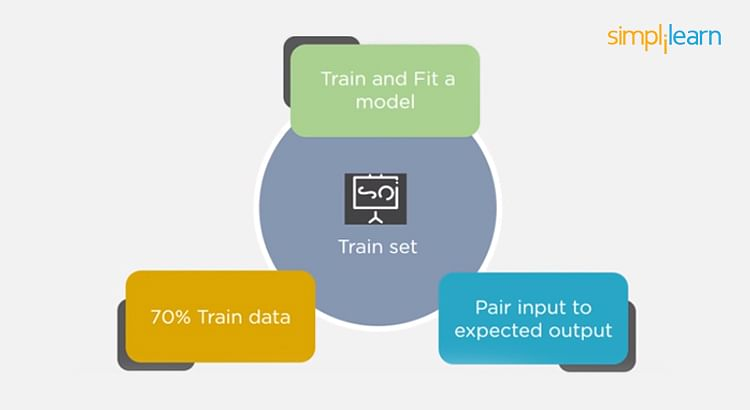 simplilearn
Train and Fit a
model
Train set
70% Train data
Pair input to
expected output